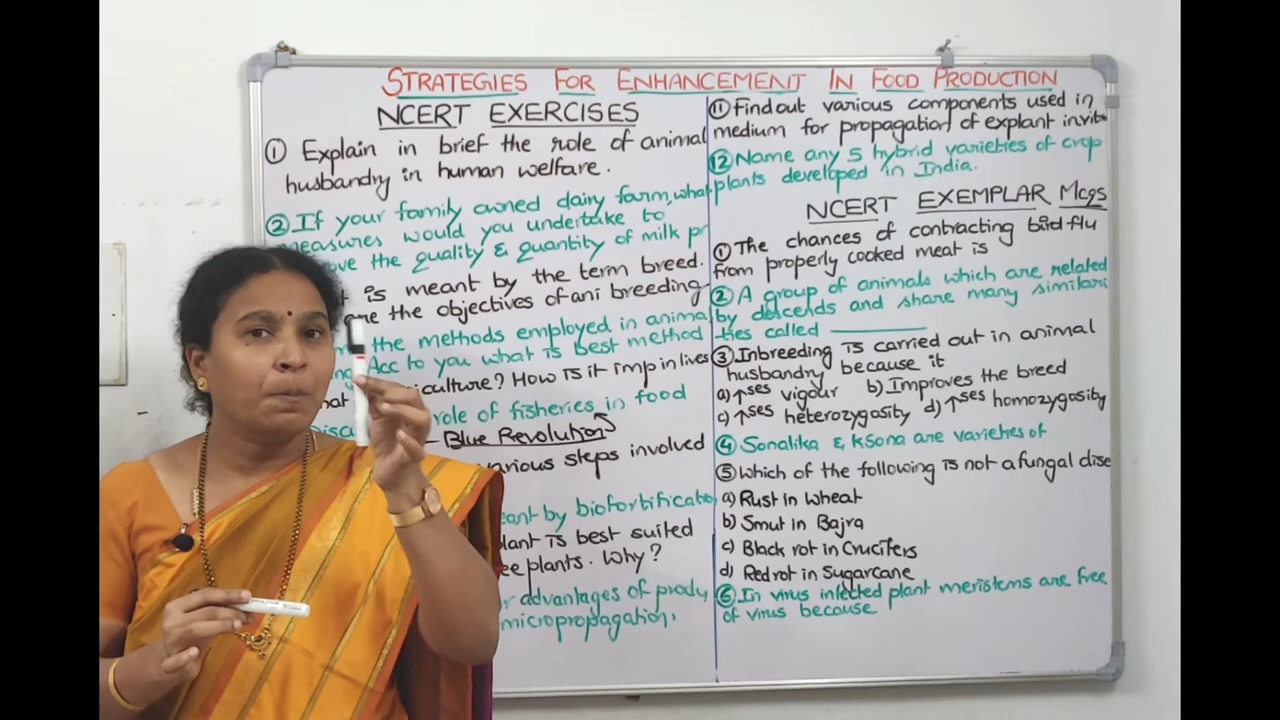 STRATEGIES FOR ENHANCEMENT IN FOOD PRODUCTION
NCERT EXERCISES
① Explain in brief the role of animal
husbandry in human welfare.
② If your family owned dairy farm, what
measures would you undertake to
ove the quality & quantity of milk pr
is meant by the term breed.
are the objectives of ani breeding
the methods employed in anima
Acc to you what is best method
culture? How is it imp in lives
role of fisheries in food
- Blue Revolution
various steps involved
eant by biofortificatio
lant is best suited
ee plants. Why?
r advantages of produ
micropropagation,
⑪ Find out various components used in
medium for propagation of explant invit
⑫ Name any 5 hybrid varieties of crop
plants developed in India.
NCERT EXEMPLAR Mcqs
① The chances of contracting bird flu
from properly cooked meat is
② A group of animals which are related
by descends and share many similari
ties called ________
③ Inbreeding is carried out in animal
husbandry because it
a) ↑ses vigour b) Improves the breed
c) ↑ses heterozygosity d) ↑ses homozygosity
④ Sonalika & kSona are varieties of
⑤ Which of the following is not a fungal dise
a) Rust in wheat
b) Smut in Bajra
c) Black rot in Crucifers
d) Red rot in Sugarcane
⑥ In virus infected plant meristems are free
of virus because